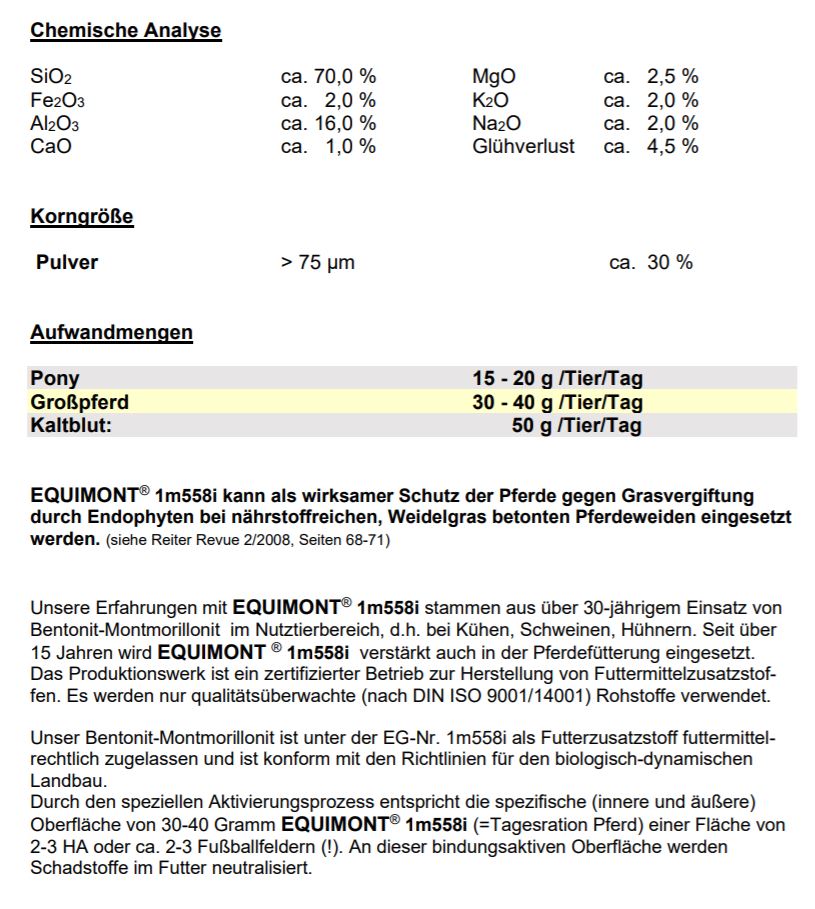 Chemische Analyse
SiO2 ca. 70,0 % MgO ca. 2,5 %
Fe2O3 ca. 2,0 % K2O ca. 2,0 %
Al2O3 ca. 16,0 % Na2O ca. 2,0 %
CaO ca. 1,0 % Glühverlust ca. 4,5 %
Korngröße
Pulver > 75 µm ca. 30 %
Aufwandmengen
Pony 15 - 20 g /Tier/Tag
Großpferd 30 - 40 g /Tier/Tag
Kaltblut: 50 g /Tier/Tag
EQUIMONT® 1m558i kann als wirksamer Schutz der Pferde gegen Grasvergiftung
durch Endophyten bei nährstoffreichen, Weidelgras betonten Pferdeweiden eingesetzt
werden. (siehe Reiter Revue 2/2008, Seiten 68-71)
Unsere Erfahrungen mit EQUIMONT® 1m558i stammen aus über 30-jährigem Einsatz von
Bentonit-Montmorillonit im Nutztierbereich, d.h. bei Kühen, Schweinen, Hühnern. Seit über
15 Jahren wird EQUIMONT ® 1m558i verstärkt auch in der Pferdefütterung eingesetzt.
Das Produktionswerk ist ein zertifizierter Betrieb zur Herstellung von Futtermittelzusatzstof-
fen. Es werden nur qualitätsüberwachte (nach DIN ISO 9001/14001) Rohstoffe verwendet.
Unser Bentonit-Montmorillonit ist unter der EG-Nr. 1m558i als Futterzusatzstoff futtermittel-
rechtlich zugelassen und ist konform mit den Richtlinien für den biologisch-dynamischen
Landbau.
Durch den speziellen Aktivierungsprozess entspricht die spezifische (innere und äußere)
Oberfläche von 30-40 Gramm EQUIMONT® 1m558i (=Tagesration Pferd) einer Fläche von
2-3 HA oder ca. 2-3 Fußballfeldern (!). An dieser bindungsaktiven Oberfläche werden
Schadstoffe im Futter neutralisiert.